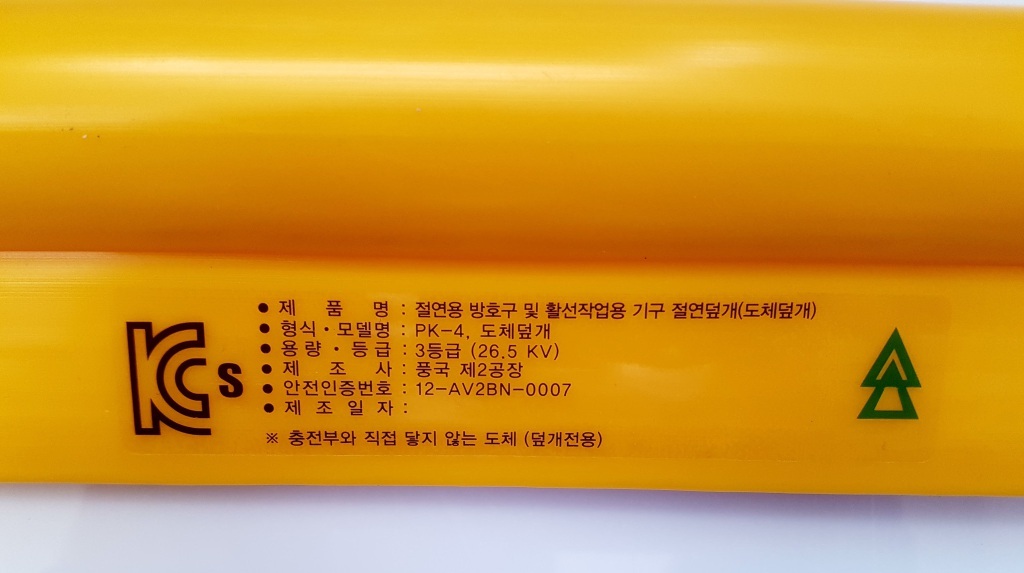 KCs
● 제 품 명 : 절연용 방호구 및 활선작업용 기구 절연덮개(도체덮개)
● 형식·모델명 : PK-4, 도체덮개
● 용량·등급 : 3등급 (26.5 KV)
● 제 조 사 : 풍국 제2공장
● 안전인증번호 : 12-AV2BN-0007
● 제 조 일 자 :
※ 충전부와 직접 닿지 않는 도체 (덮개전용)